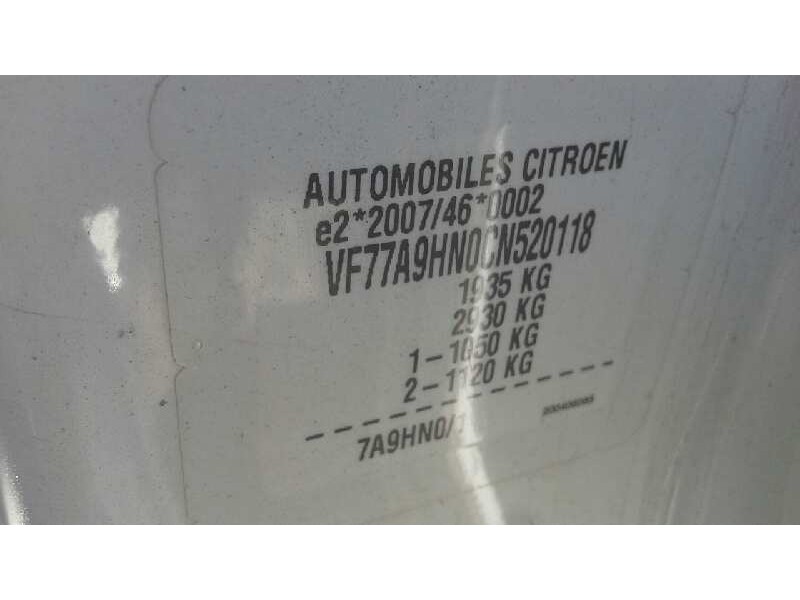 AUTOMOBILES CITROEN
e2*2007/46*0002
VF77A9HN0CN520118
1935 KG
2930 KG
1-1050 KG
2-1120 KG
7A9HN0/